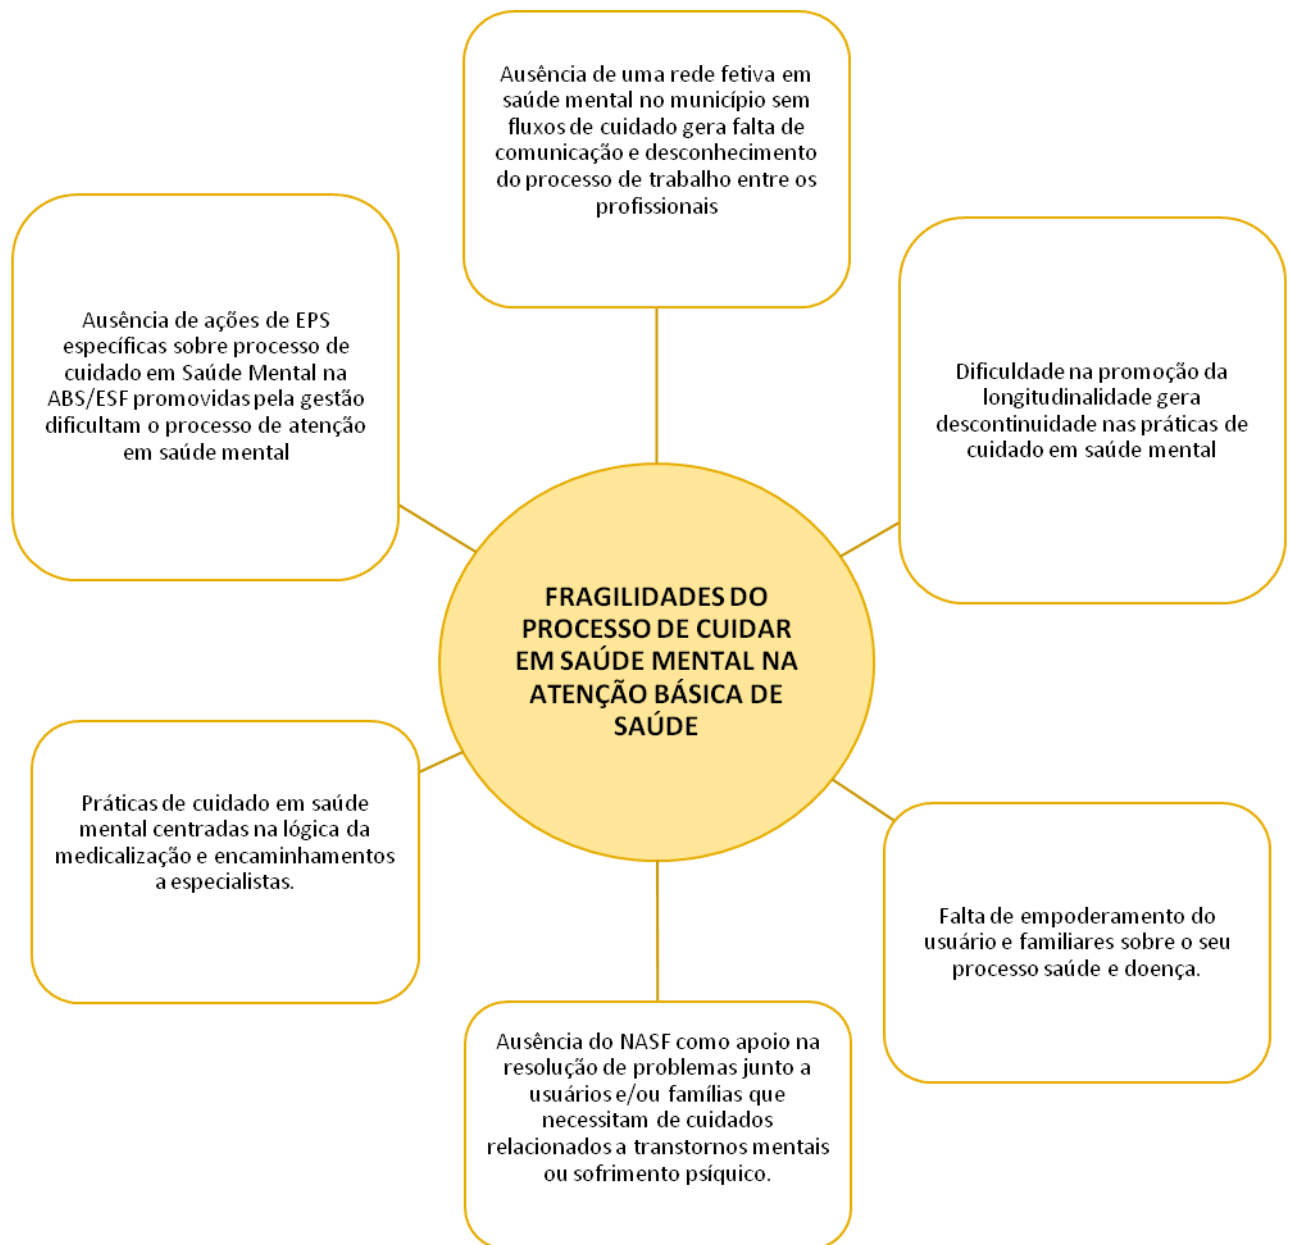 Ausência de uma rede fetiva em
saúde mental no município sem
fluxos de cuidado gera falta de
comunicação e desconhecimento
do processo de trabalho entre os
profissionais
Ausência de ações de EPS
específicas sobre processo de
cuidado em Saúde Mental na
ABS/ESF promovidas pela gestão
dificultam o processo de atenção
em saúde mental
Dificuldade na promoção da
longitudinalidade gera
descontinuidade nas práticas de
cuidado em saúde mental
FRAGILIDADES DO
PROCESSO DE CUIDAR
EM SAÚDE MENTAL NA
ATENÇÃO BÁSICA DE
SAÚDE
Práticas de cuidado em saúde
mental centradas na lógica da
medicalização e encaminhamentos
a especialistas.
Falta de empoderamento do
usuário e familiares sobre o seu
processo saúde e doença.
Ausência do NASF como apoio na
resolução de problemas junto a
usuários e/ou famílias que
necessitam de cuidados
relacionados a transtornos mentais
ou sofrimento psíquico.